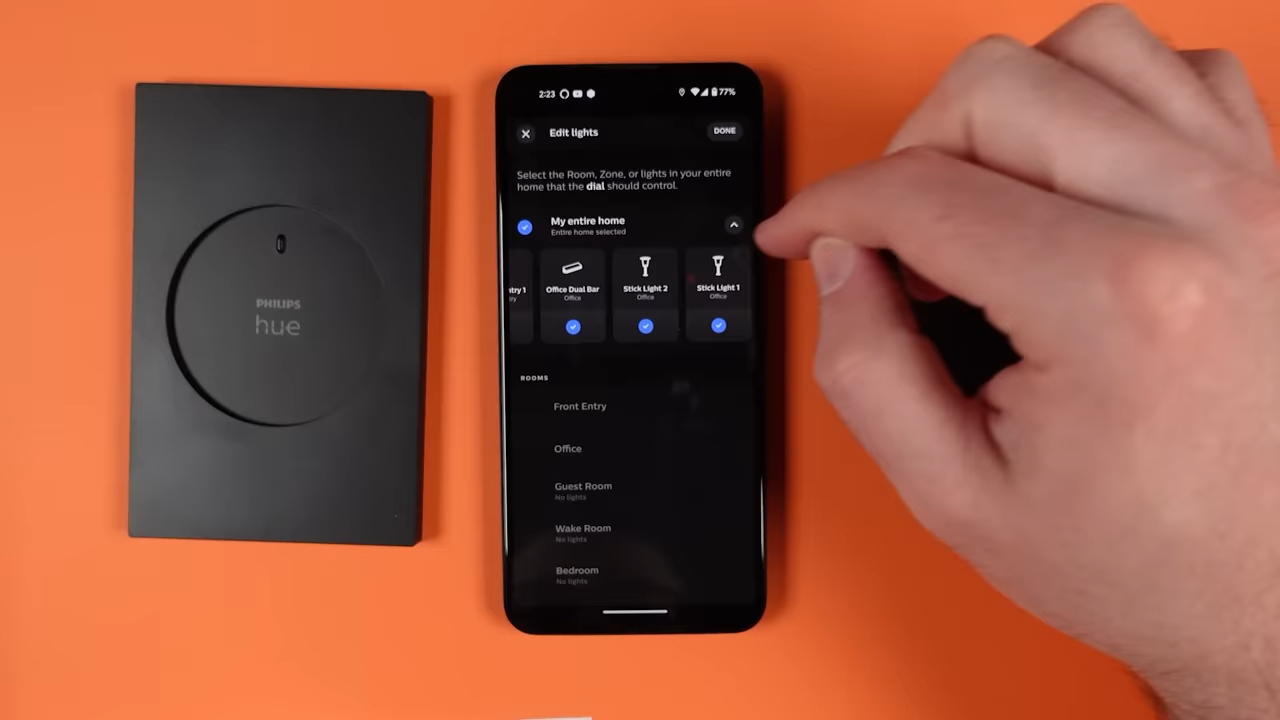 PHILIPS
hue
2:23
77%
Edit lights
DONE
Select the Room, Zone, or lights in your entire
home that the dial should control.
My entire home
Entire home selected
ntry 1
Office Dual Bar
Office
Stick Light 2
Office
Stick Light 1
Office
ROOMS
Front Entry
Office
Guest Room
No lights
Wake Room
No lights
Bedroom
No lights